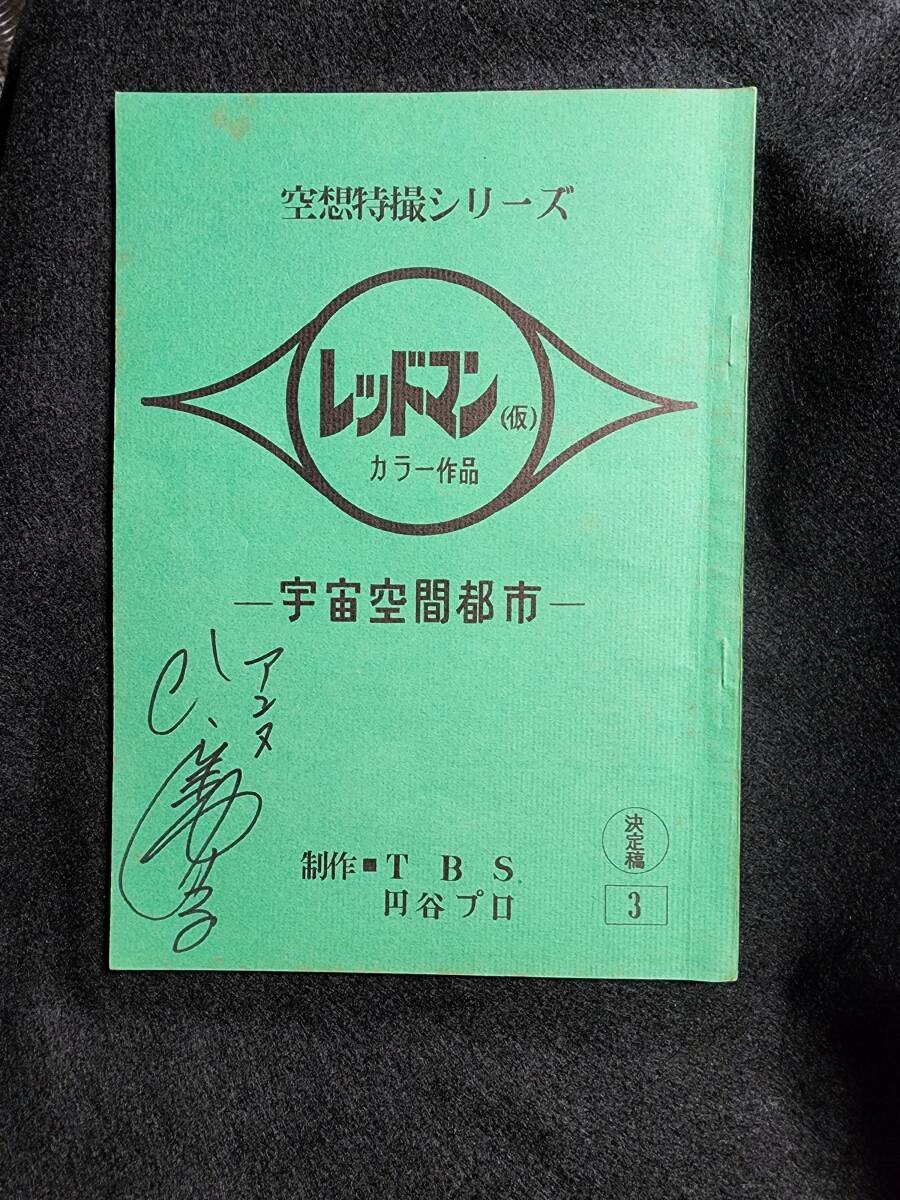 空想特撮シリーズ
レッドマン(仮)
カラー作品
―宇宙空間都市―
アンヌ
制作■TBS
円谷プロ
決定稿
3